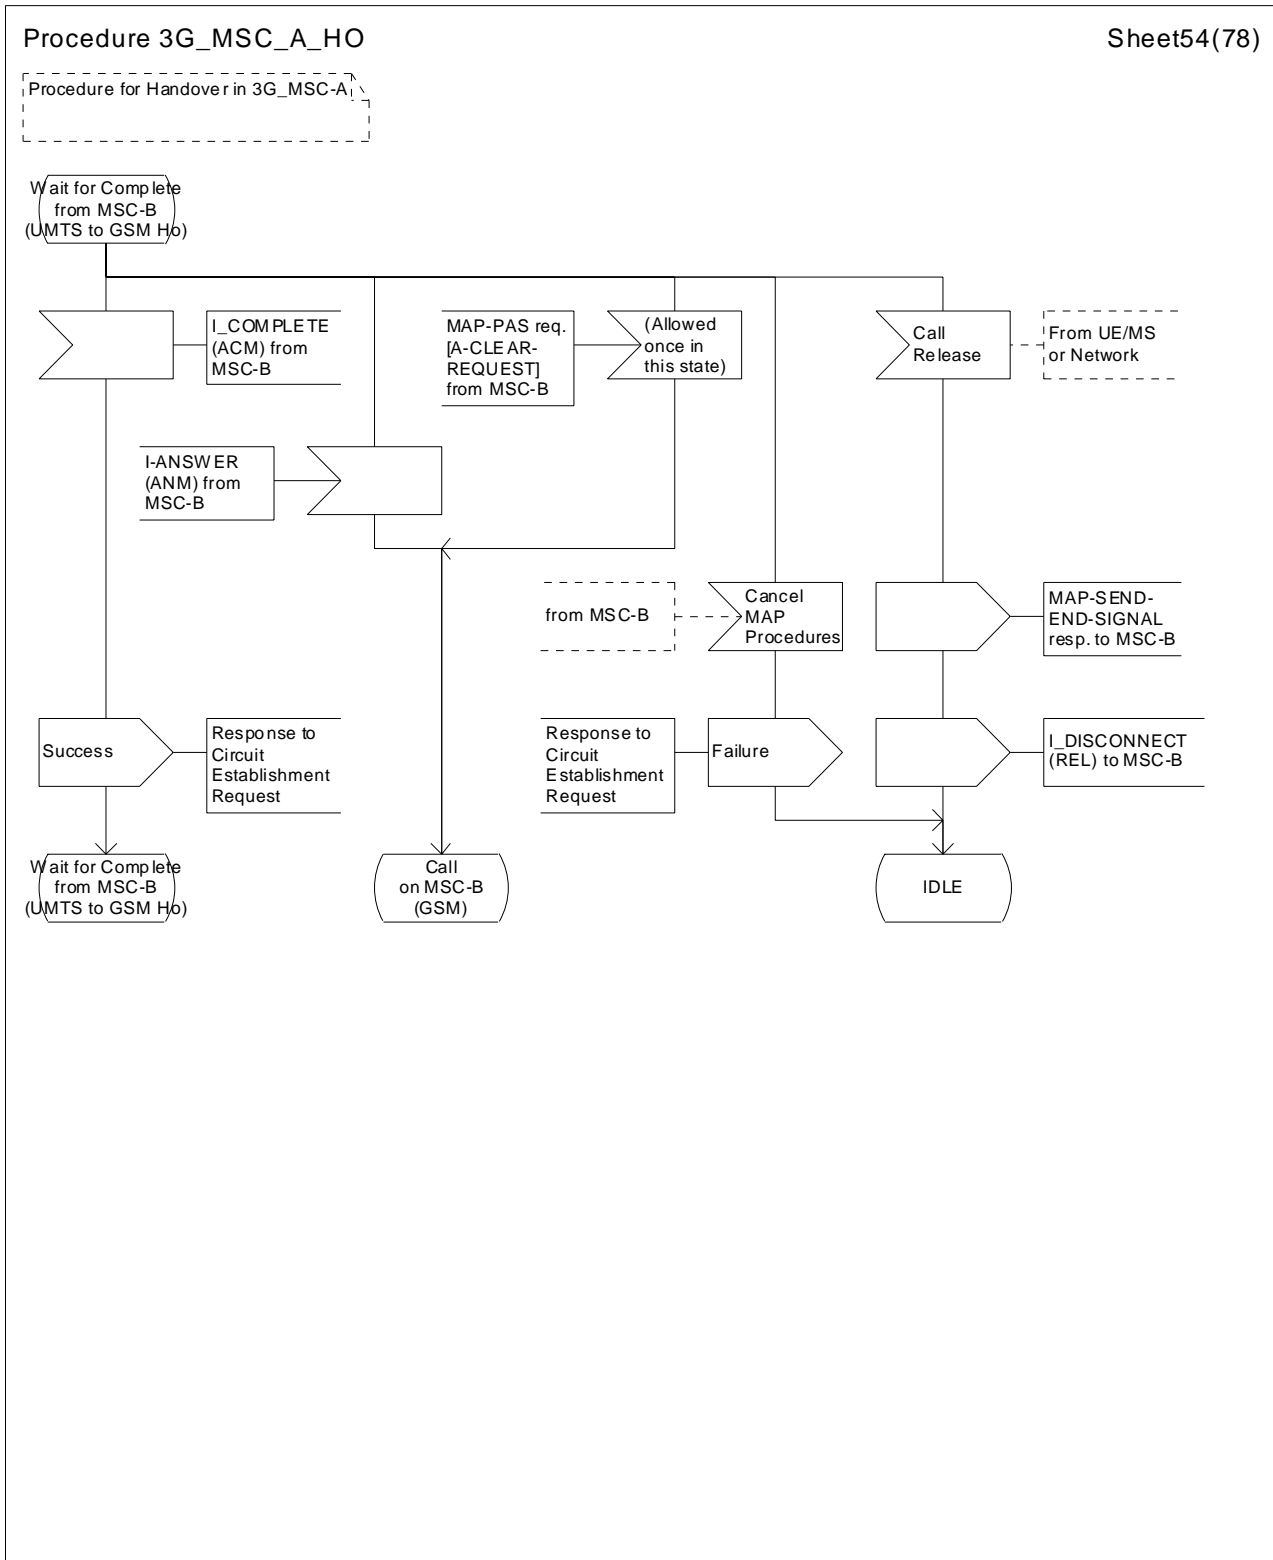 Procedure 3G_MSC_A_HO
Sheet54(78)
Procedure for Handover in 3G_MSC-A
Wait for Complete
from MSC-B
(UMTS to GSM Ho)
I_COMPLETE
(ACM) from
MSC-B
MAP-PAS req.
[A-CLEAR-
REQUEST]
from MSC-B
(Allowed
once in
this state)
Call
Release
From UE/MS
or Network
I-ANSWER
(ANM) from
MSC-B
from MSC-B
Cancel
MAP
Procedures
MAP-SEND-
END-SIGNAL
resp. to MSC-B
Success
Response to
Circuit
Establishment
Request
Response to
Circuit
Establishment
Request
Failure
I_DISCONNECT
(REL) to MSC-B
Wait for Complete
from MSC-B
(UMTS to GSM Ho)
Call
on MSC-B
(GSM)
IDLE